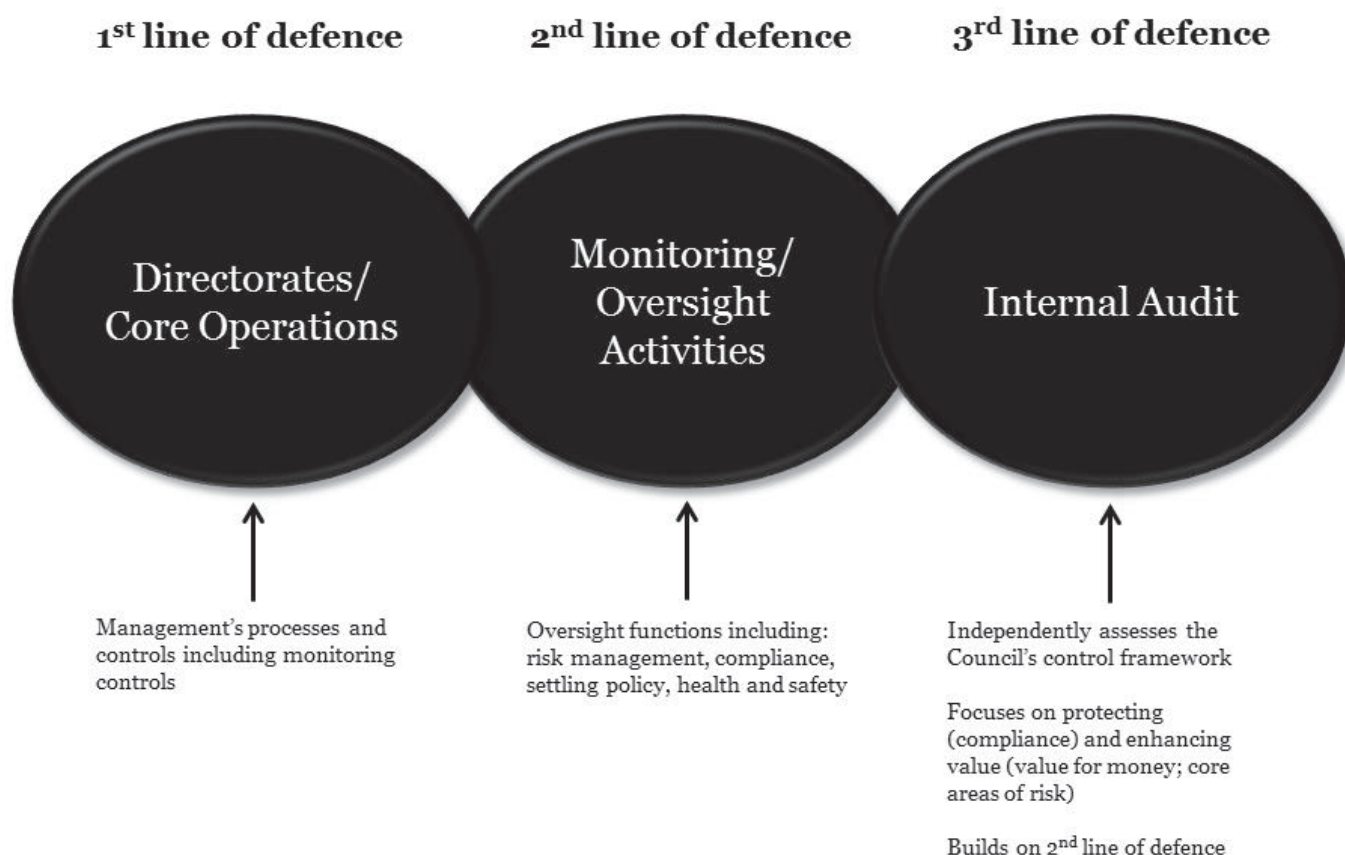 1st line of defence
2nd line of defence
3rd line of defence
Directorates/
Core Operations
Monitoring/
Oversight
Activities
Internal Audit
Management's processes and
controls including monitoring
controls
Oversight functions including:
risk management, compliance,
settling policy, health and safety
Independently assesses the
Council's control framework
Focuses on protecting
(compliance) and enhancing
value (value for money; core
areas of risk)
Builds on 2nd line of defence